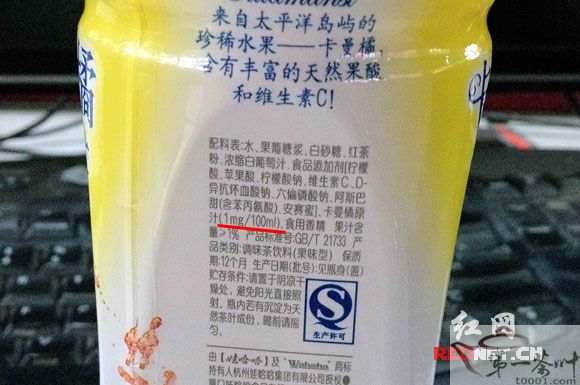 Calamansi
来自太平洋岛屿的
珍稀水果——卡曼橘,
含有丰富的天然果酸
和维生素C!
配料表:水、果葡糖浆、白砂糖、红茶
粉、浓缩白葡萄汁、食品添加剂[柠檬
酸、苹果酸、柠檬酸钠、维生素C、D-
异抗坏血酸钠、六偏磷酸钠、阿斯巴
甜(含苯丙氨酸)、安赛蜜]、卡曼橘原
汁(1mg/100ml)、食用香精 果汁含
量≥1% 产品标准号:GB/T 21733 产
品类别:调味茶饮料(果味型) 保质
期:12个月 生产日期(批号):见瓶身(盖)
贮存条件:请置于阴凉干
燥处,避免阳光直接照
射,瓶内若有沉淀为天
然茶叶成份,喝前请摇
匀.
QS
生产许可
由【娃哈哈】及【Wahaha】商标
持有人杭州娃哈哈集团有限公司
红网
REDNET.CN
第一茶叶
t0001.com